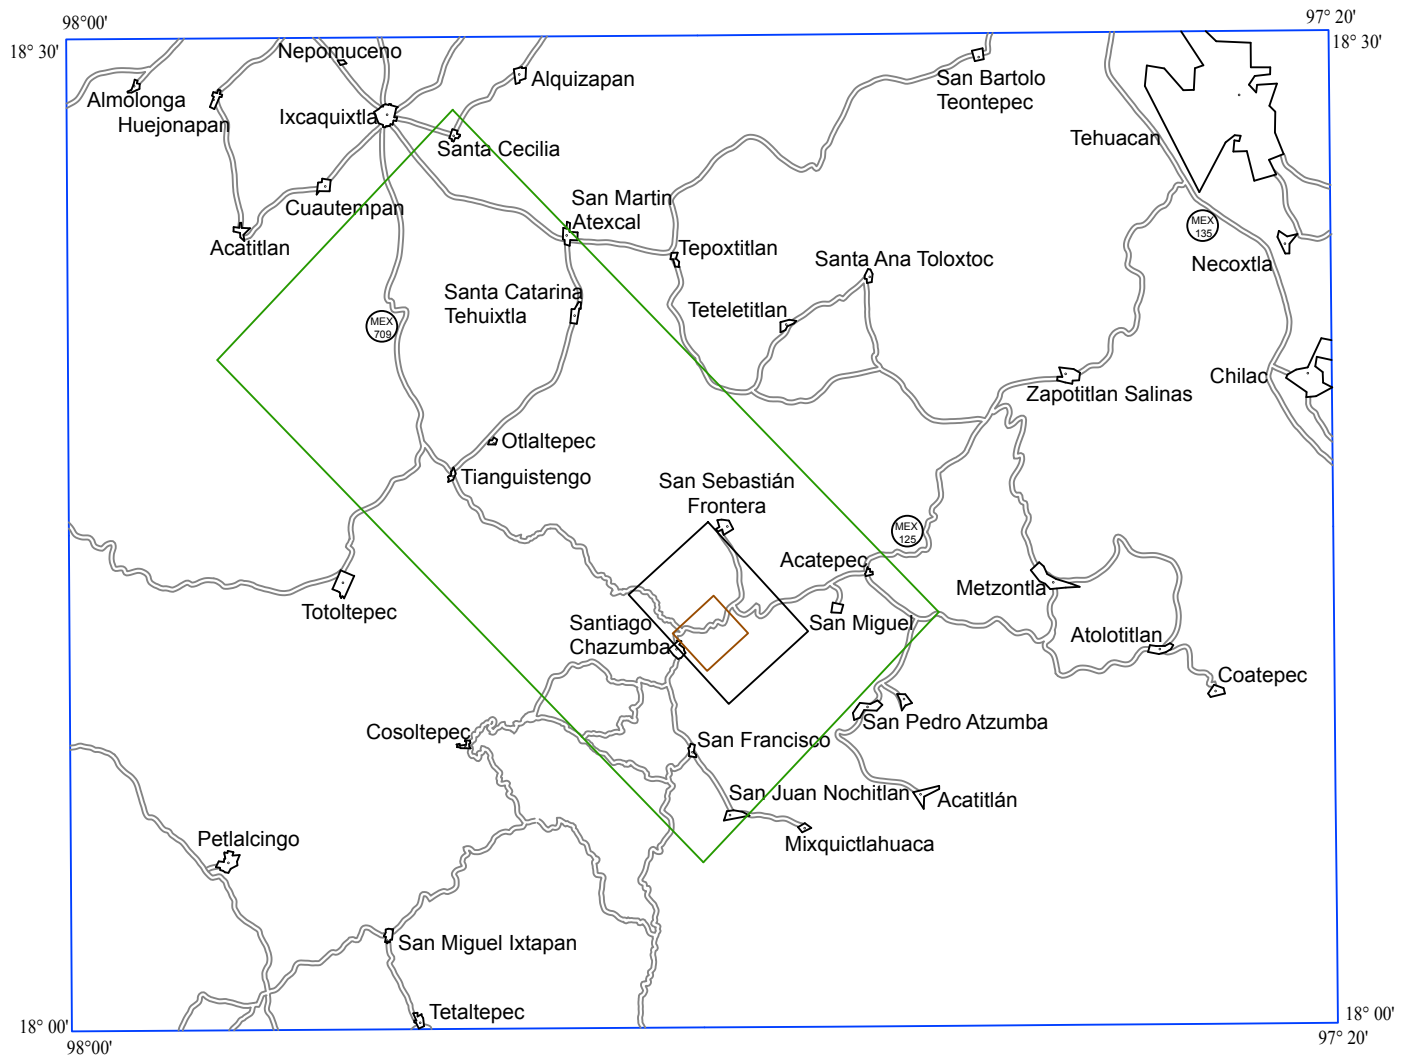 98° 00'
97° 20'
18° 30'
18° 30'
Nepomuceno
Alquizapan
San Bartolo
Teontepec
Almolonga
Huejonapan
Ixcaquixtla
Tehuacan
Santa Cecilia
San Martin
Atexcal
Cuautempan
MEX
135
Acatitlan
Tepoxtitlan
Santa Ana Toloxtoc
Necoxtla
Santa Catarina
Tehuixtla
Teteletitlan
MEX
709
Chilac
Zapotitlan Salinas
Otlaltepec
Tianguistengo
San Sebastián
Frontera
MEX
125
Acatepec
Metzontla
Totoltepec
Santiago
Chazumba
San Miguel
Atolotitlan
Coatepec
San Pedro Atzumba
Cosoltepec
San Francisco
San Juan Nochitlan
Acatitlán
Petlalcingo
Mixquictlahuaca
San Miguel Ixtapan
Tetaltepec
18° 00'
18° 00'
98°00'
97° 20'